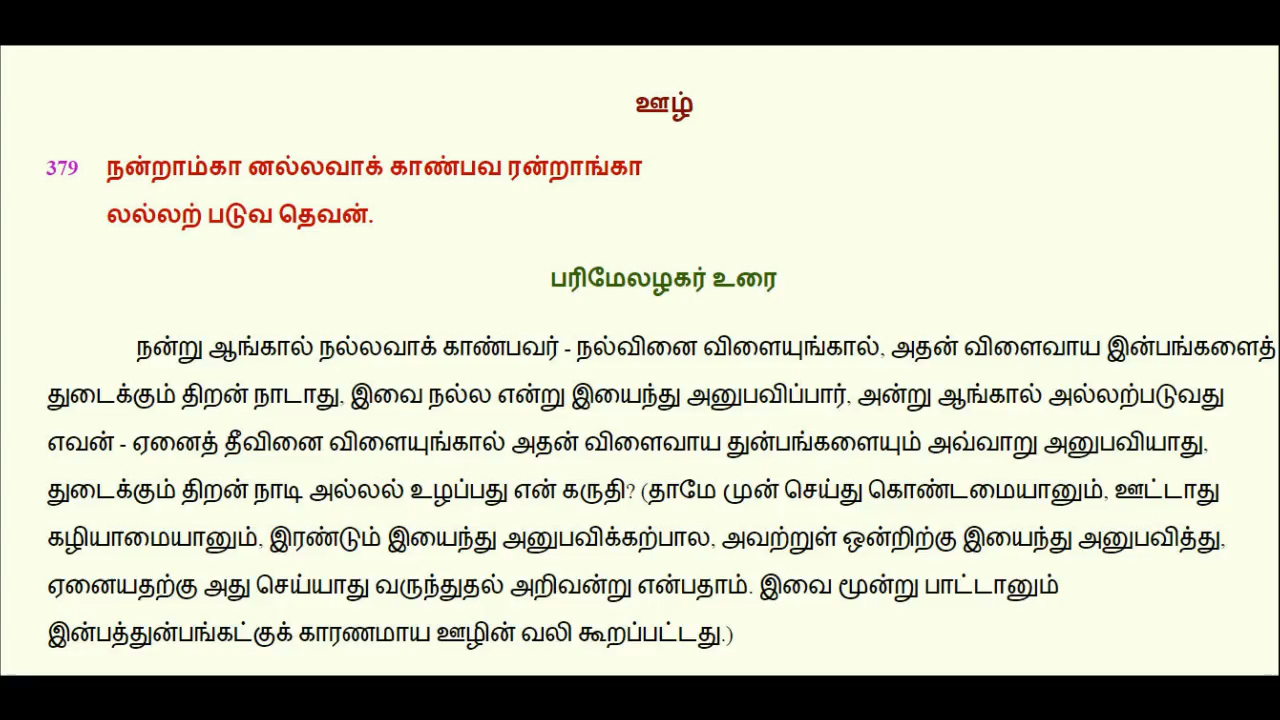 ஊழ்
379 நன்றாம்கா னல்லவாக் காண்பவ ரன்றாங்கா
லல்லற் படுவ தெவன்.
பரிமேலழகர் உரை
நன்று ஆங்கால் நல்லவாக் காண்பவர் - நல்வினை விளையுங்கால், அதன் விளைவாய இன்பங்களைத்
துடைக்கும் திறன் நாடாது, இவை நல்ல என்று இயைந்து அனுபவிப்பார், அன்று ஆங்கால் அல்லற்படுவது
எவன் - ஏனைத் தீவினை விளையுங்கால் அதன் விளைவாய துன்பங்களையும் அவ்வாறு அனுபவியாது,
துடைக்கும் திறன் நாடி அல்லல் உழப்பது என் கருதி? (தாமே முன் செய்து கொண்டமையானும், ஊட்டாது
கழியாமையானும், இரண்டும் இயைந்து அனுபவிக்கற்பால, அவற்றுள் ஒன்றிற்கு இயைந்து அனுபவித்து,
ஏனையதற்கு அது செய்யாது வருந்துதல் அறிவன்று என்பதாம். இவை மூன்று பாட்டானும்
இன்பத்துன்பங்கட்குக் காரணமாய ஊழின் வலி கூறப்பட்டது.)